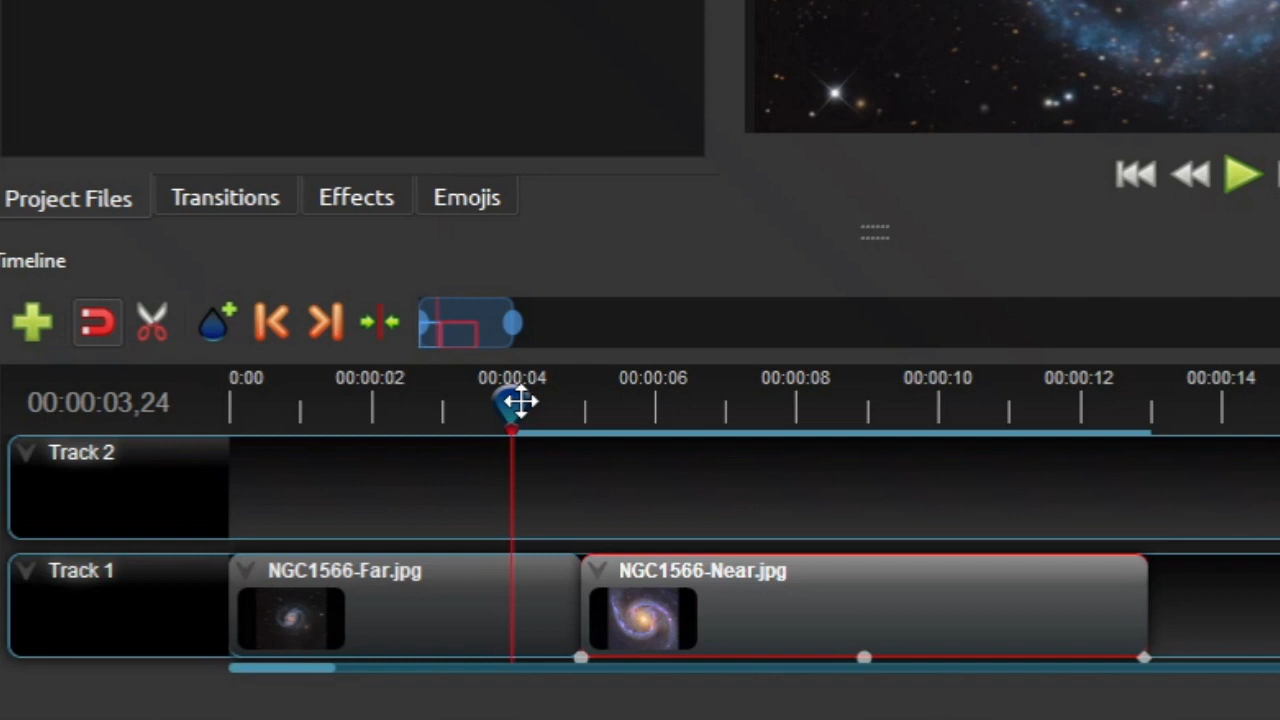 Project Files Transitions Effects Emojis
Timeline
0:00 00:00:02 00:00:04 00:00:06 00:00:08 00:00:10 00:00:12 00:00:14
00:00:03,24
Track 2
Track 1 NGC1566-Far.jpg NGC1566-Near.jpg